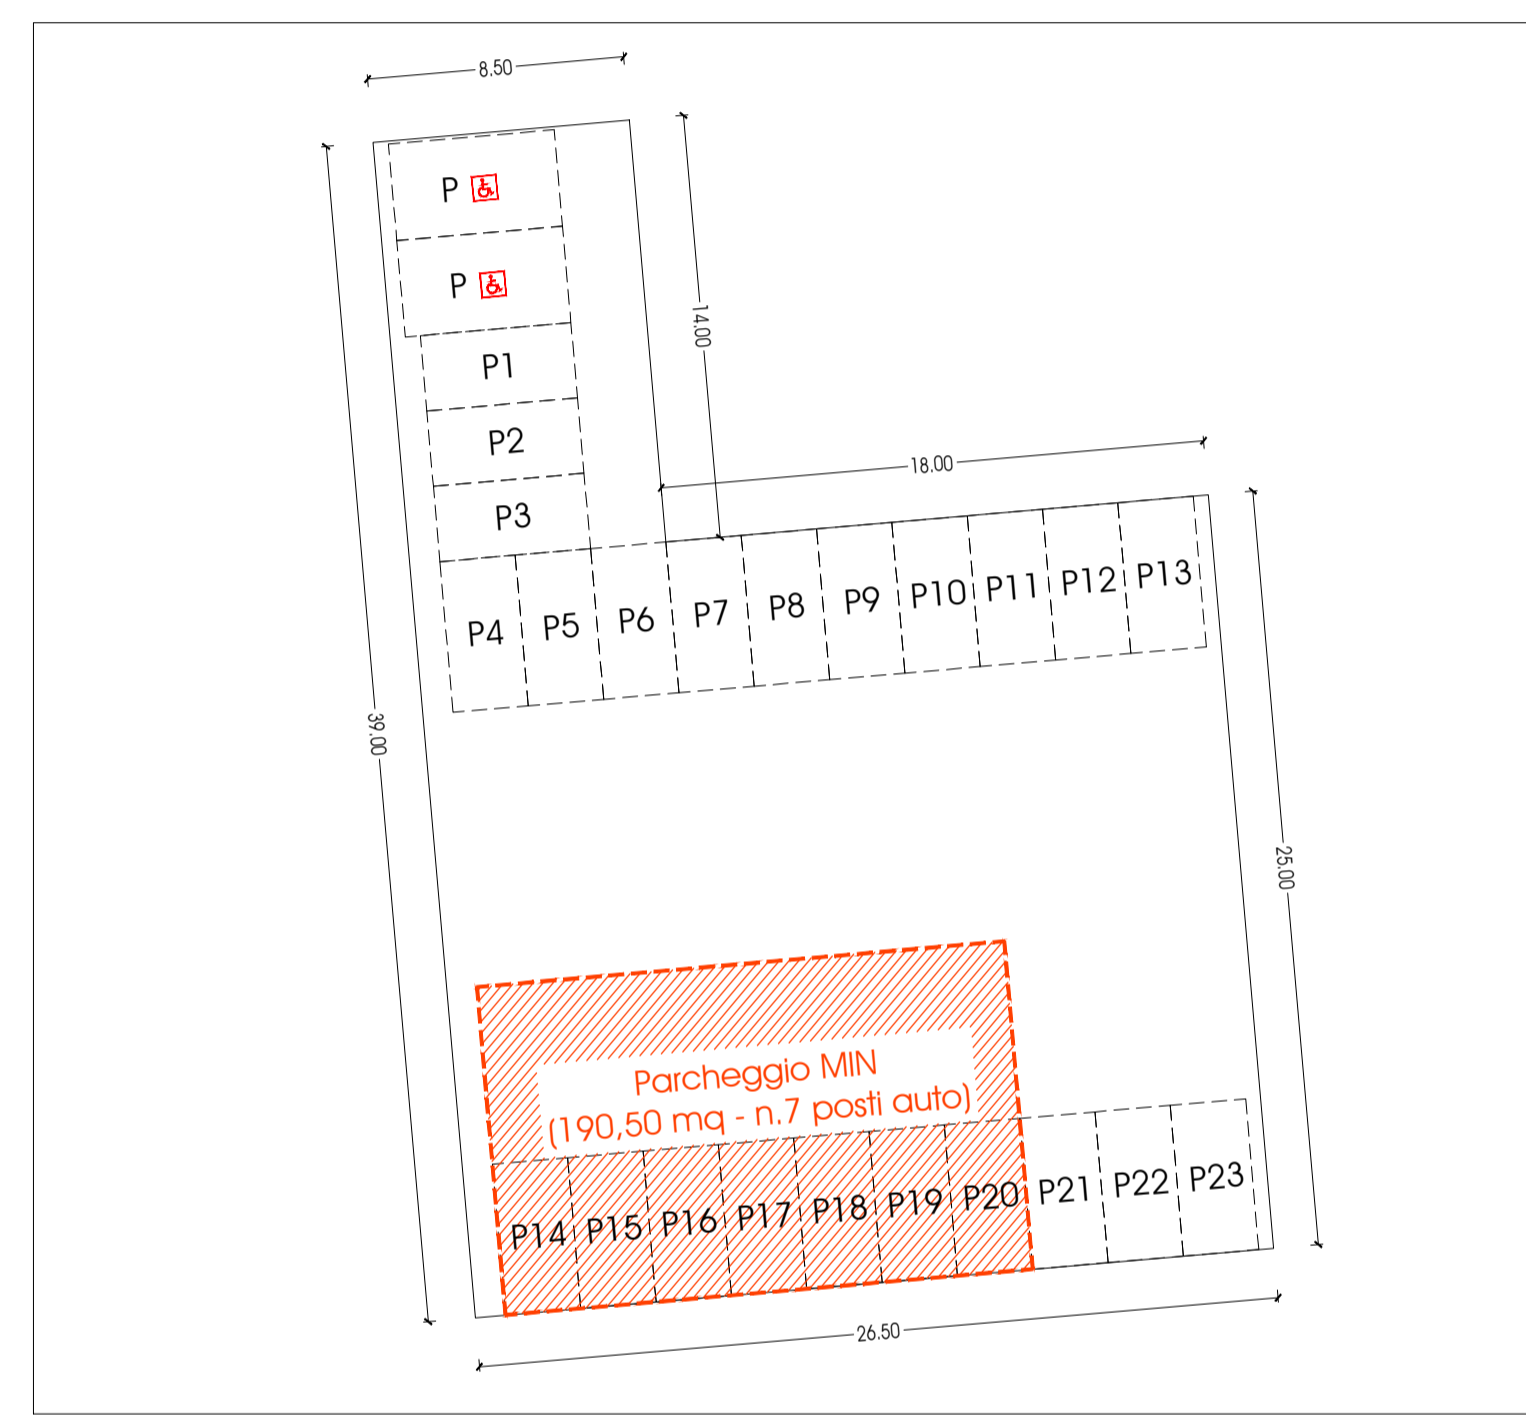 8.50
P
P
14.00
P1
P2
18.00
P3
P4 P5 P6 P7 P8 P9 P10 P11 P12 P13
39.00
25.00
Parcheggio MIN
(190,50 mq - n.7 posti auto)
P14 P15 P16 P17 P18 P19 P20 P21 P22 P23
26.50